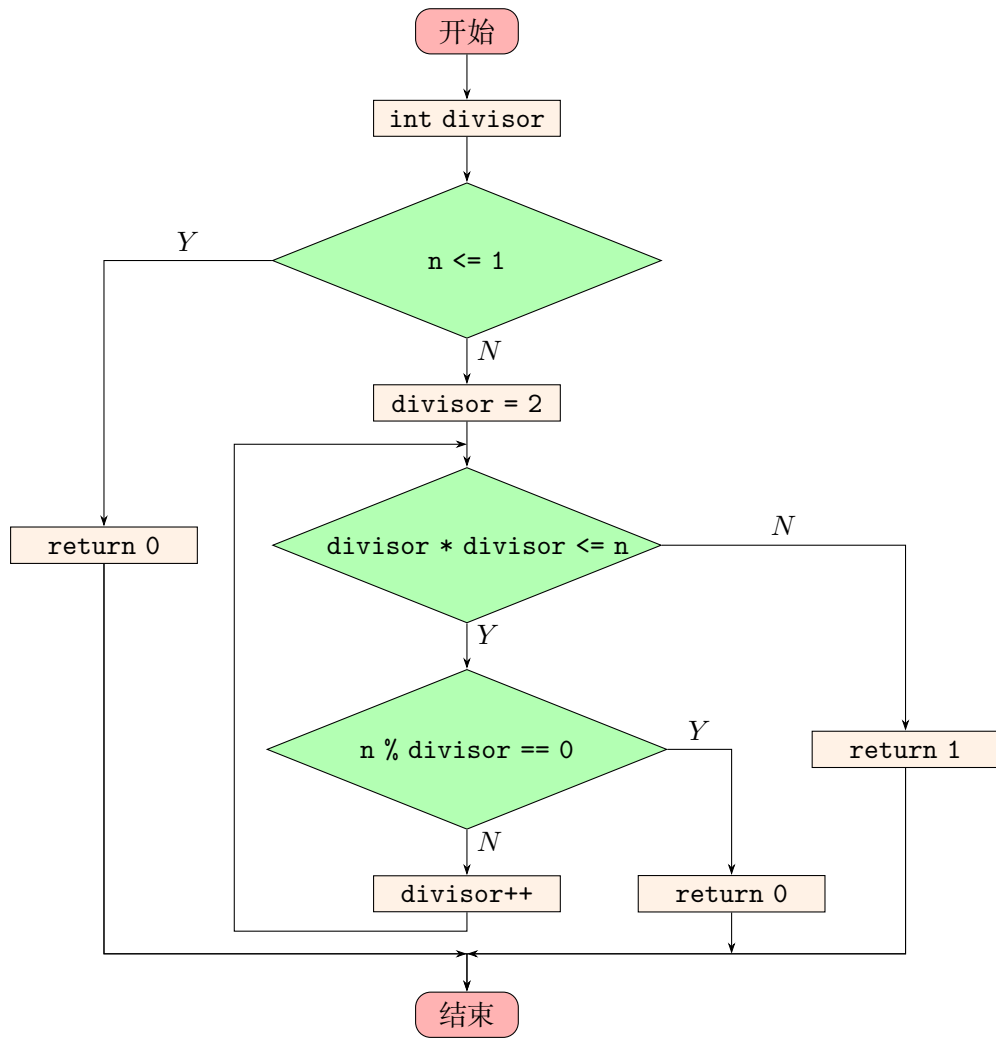 开始
int divisor
Y
n <= 1
N
divisor = 2
return 0
divisor * divisor <= n
N
Y
n % divisor == 0
Y
return 1
N
divisor++
return 0
结束